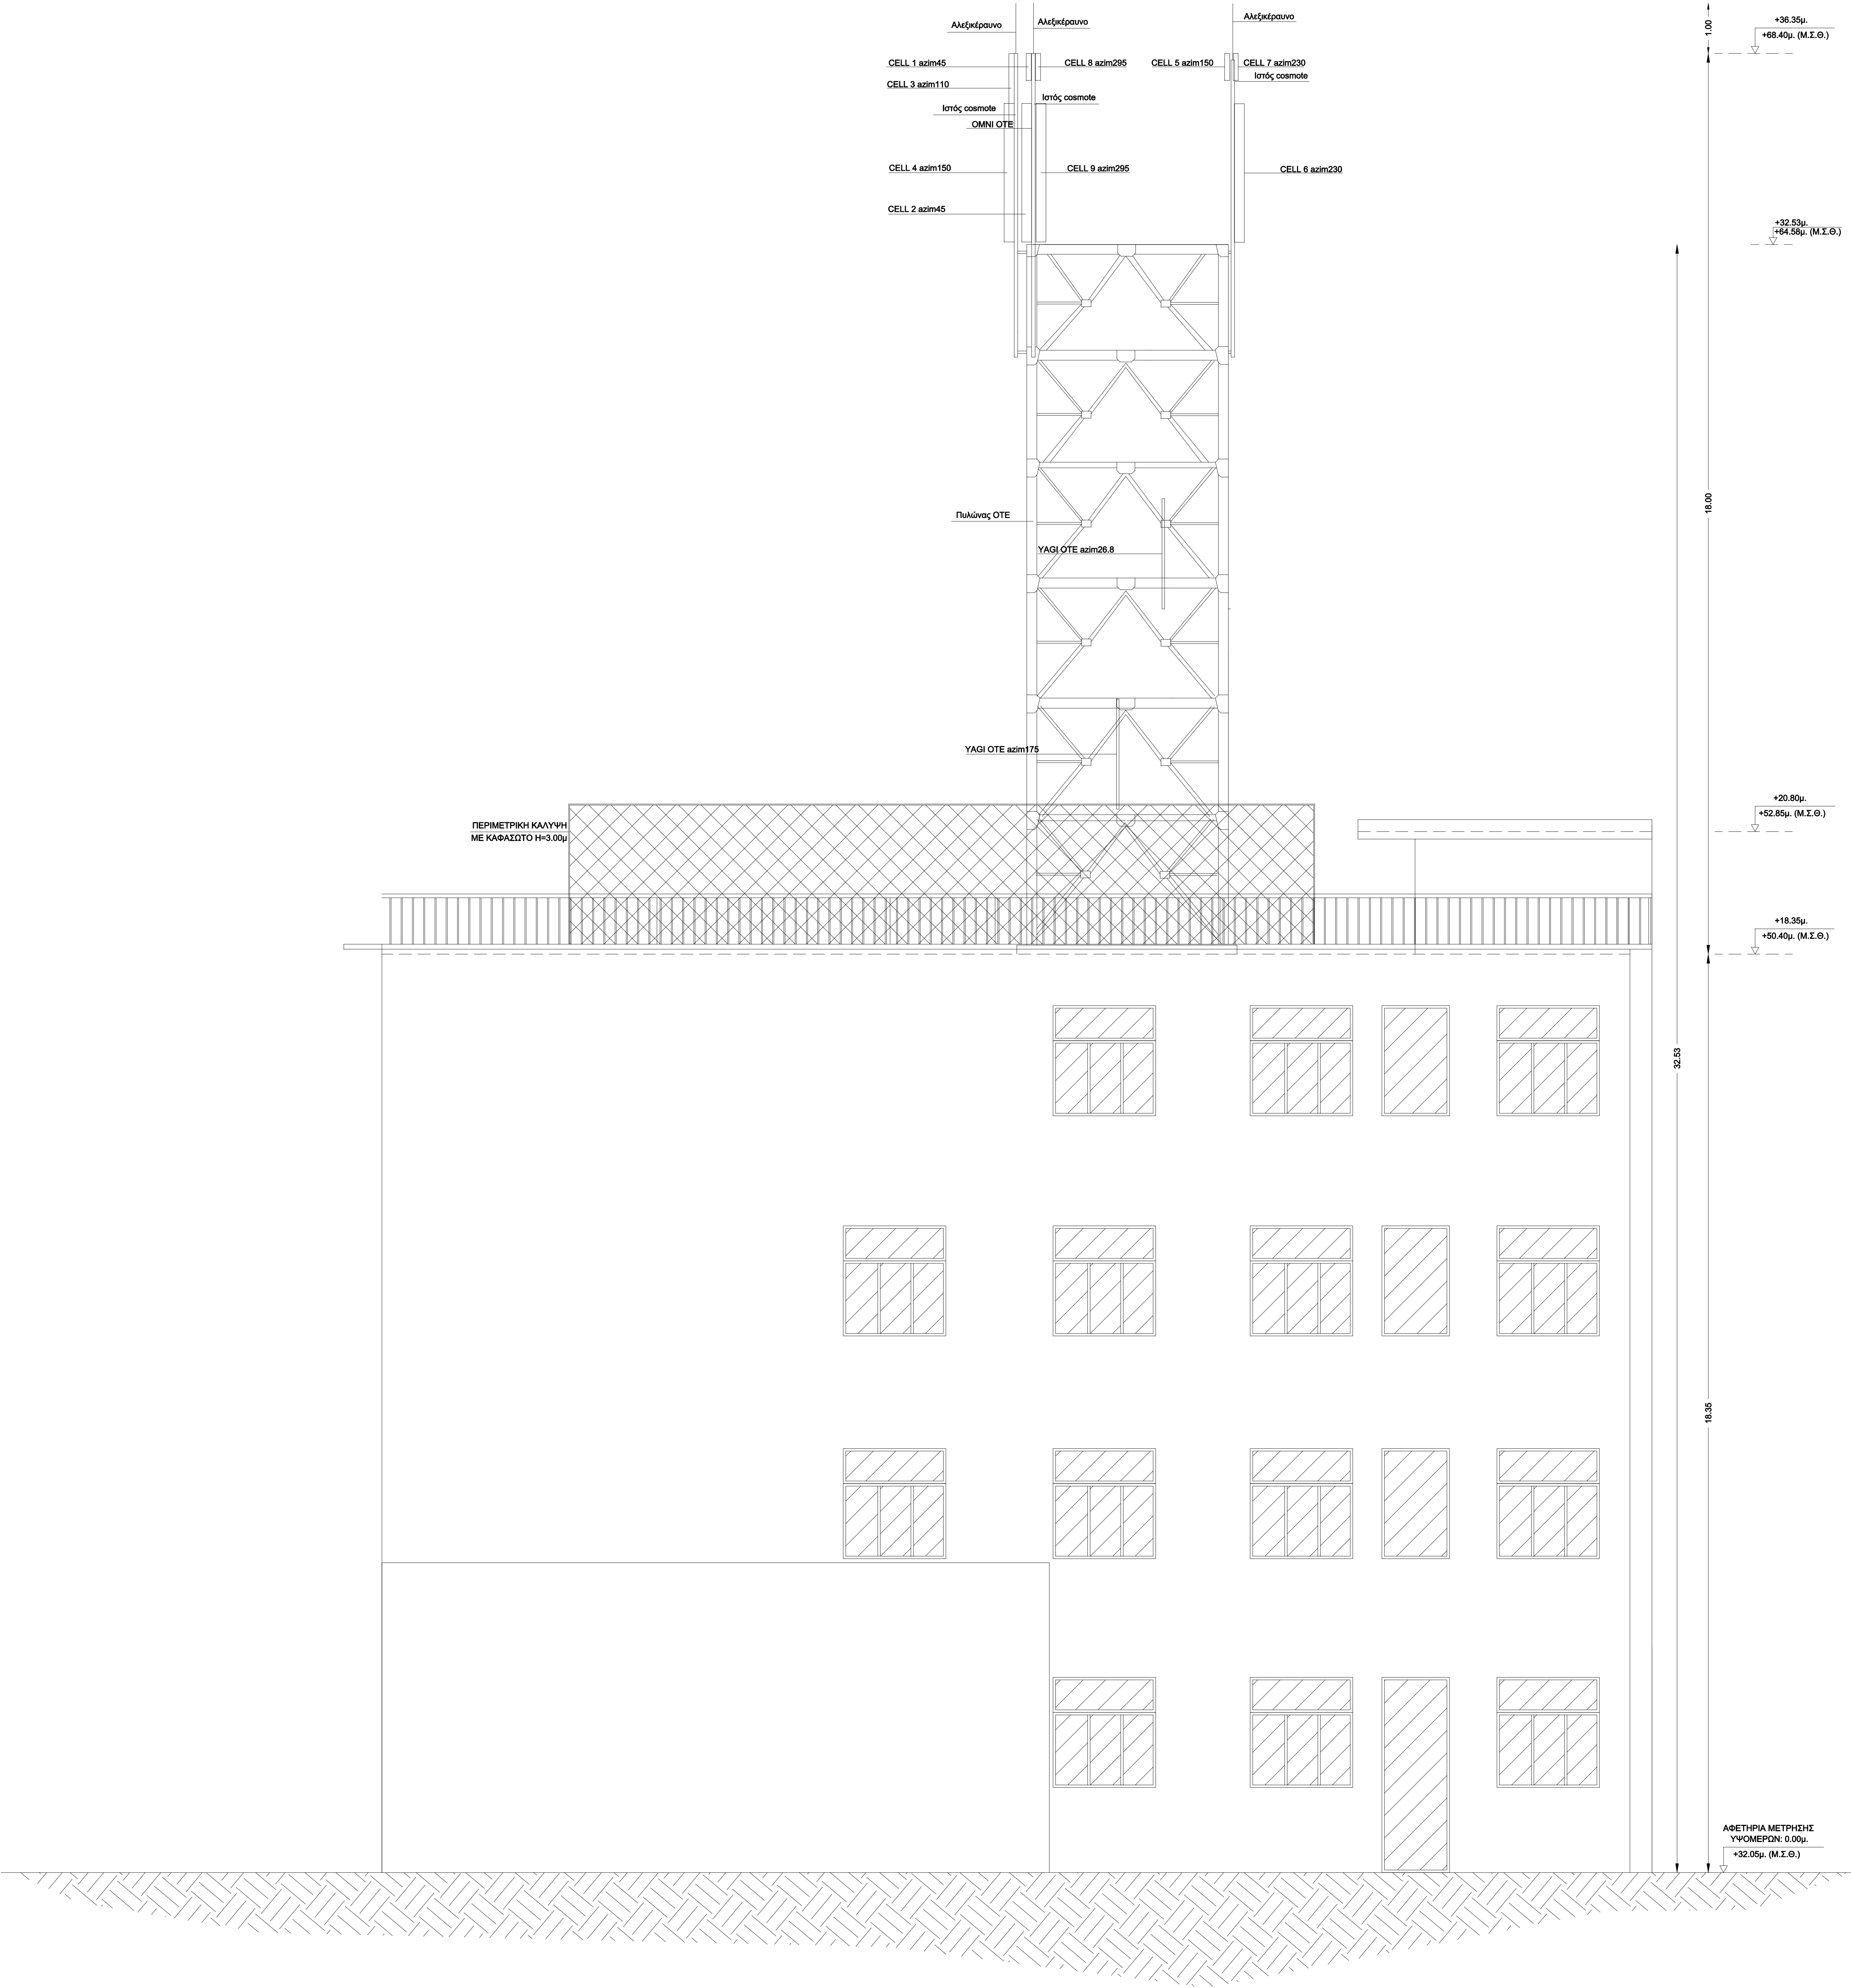 Αλεξικέραυνο
Αλεξικέραυνο
Αλεξικέραυνο
1.00
+36.35μ.
+68.40μ. (Μ.Σ.Θ.)
CELL 1 azim45
CELL 8 azim295
CELL 5 azim150
CELL 7 azim230
Ιστός cosmote
CELL 3 azim110
Ιστός cosmote
Ιστός cosmote
OMNI OTE
CELL 4 azim150
CELL 9 azim295
CELL 6 azim230
CELL 2 azim45
+32.53μ.
+64.58μ. (Μ.Σ.Θ.)
18.00
Πυλώνας ΟΤΕ
YAGI OTE azim26.8
YAGI OTE azim175
ΠΕΡΙΜΕΤΡΙΚΗ ΚΑΛΥΨΗ
ΜΕ ΚΑΦΑΣΩΤΟ Η=3.00μ
+20.80μ.
+52.85μ. (Μ.Σ.Θ.)
+18.35μ.
+50.40μ. (Μ.Σ.Θ.)
32.53
18.35
ΑΦΕΤΗΡΙΑ ΜΕΤΡΗΣΗΣ
ΥΨΟΜΕΡΩΝ: 0.00μ.
+32.05μ. (Μ.Σ.Θ.)